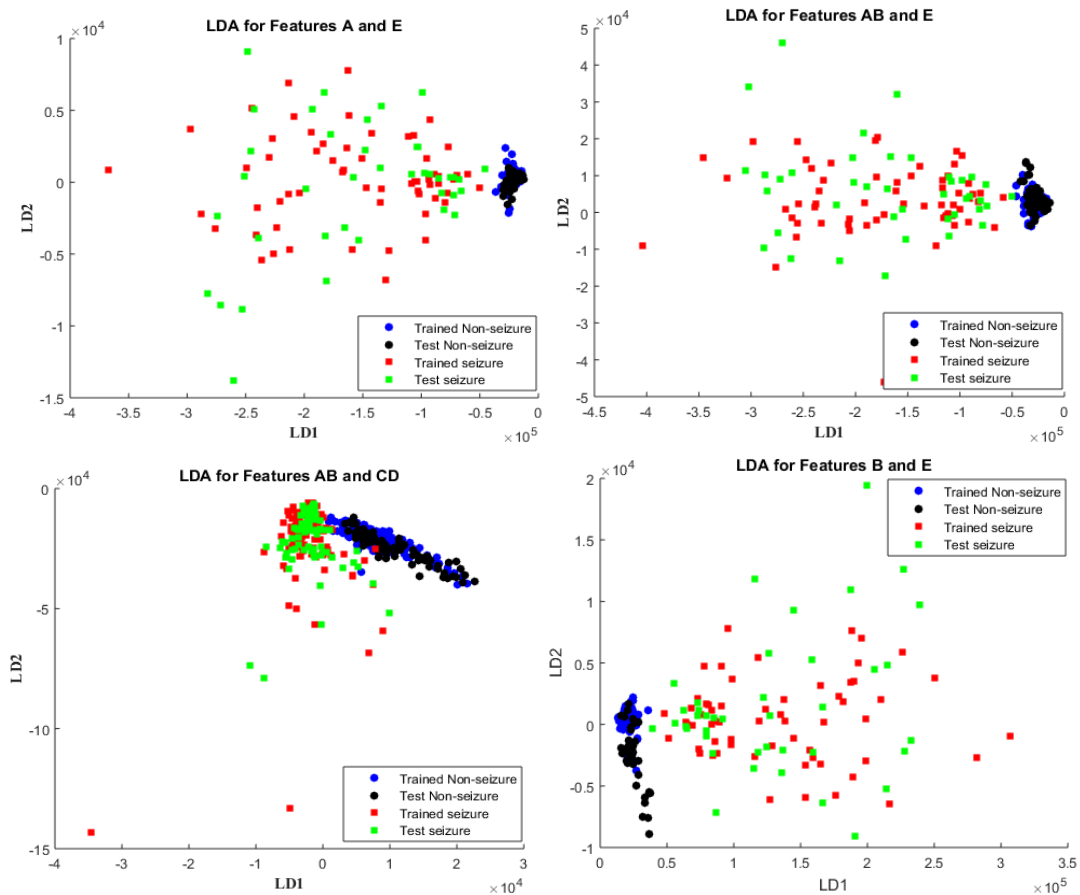 LDA for Features A and E
×10^4
1
0.5
0
-0.5
-1
-1.5
LD2
-4 -3.5 -3 -2.5 -2 -1.5 -1 -0.5 0
LD1
×10^5
Trained Non-seizure
Test Non-seizure
Trained seizure
Test seizure
LDA for Features AB and E
×10^4
5
4
3
2
1
0
-1
-2
-3
-4
-5
LD2
-4.5 -4 -3.5 -3 -2.5 -2 -1.5 -1 -0.5 0
LD1
×10^5
Trained Non-seizure
Test Non-seizure
Trained seizure
Test seizure
LDA for Features AB and CD
×10^4
0
-5
-10
-15
LD2
-4 -3 -2 -1 0 1 2 3
LD1
×10^4
Trained Non-seizure
Test Non-seizure
Trained seizure
Test seizure
LDA for Features B and E
×10^4
2
1.5
1
0.5
0
-0.5
-1
LD2
0 0.5 1 1.5 2 2.5 3 3.5
LD1
×10^5
Trained Non-seizure
Test Non-seizure
Trained seizure
Test seizure